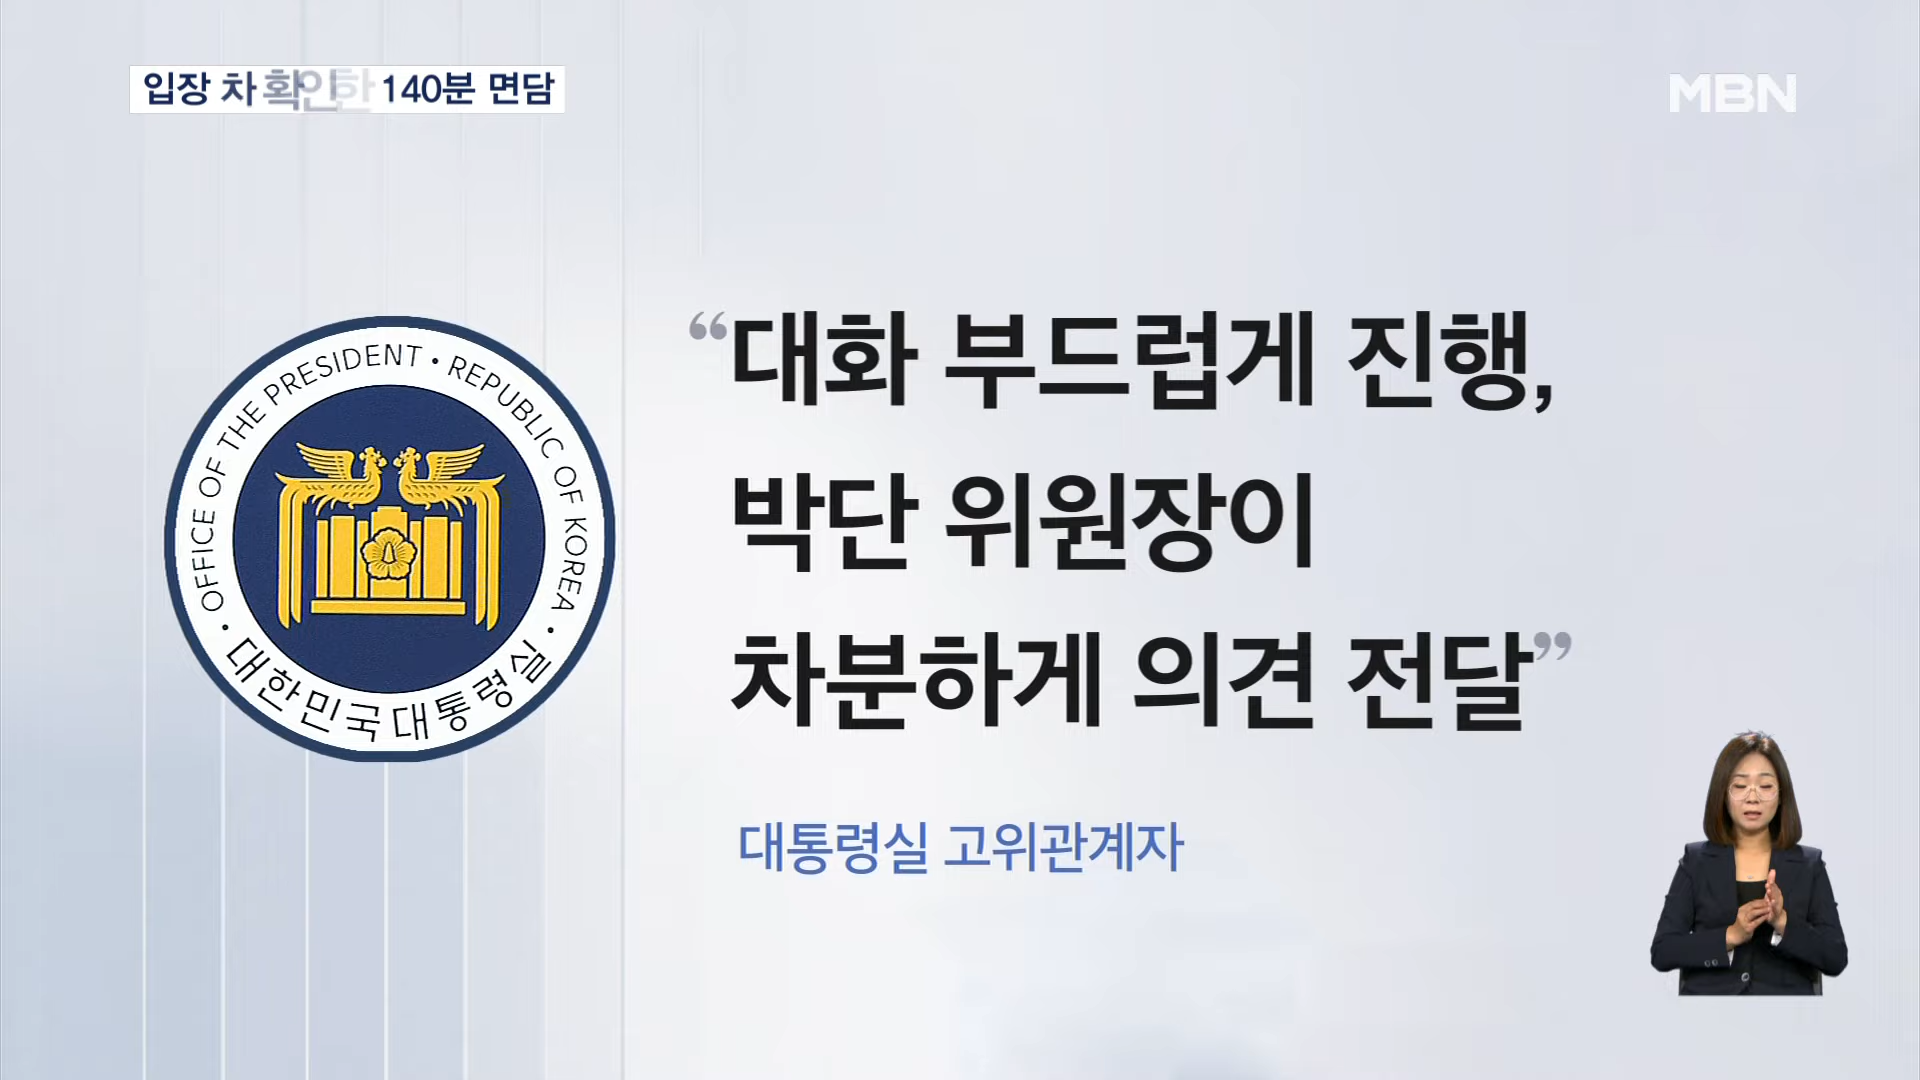 입장 차 확인한 140분 면담
MBN
“대화 부드럽게 진행,
박단 위원장이
차분하게 의견 전달”
대통령실 고위관계자
OFFICE OF THE PRESIDENT • REPUBLIC OF KOREA
• 대한민국 대통령실 •